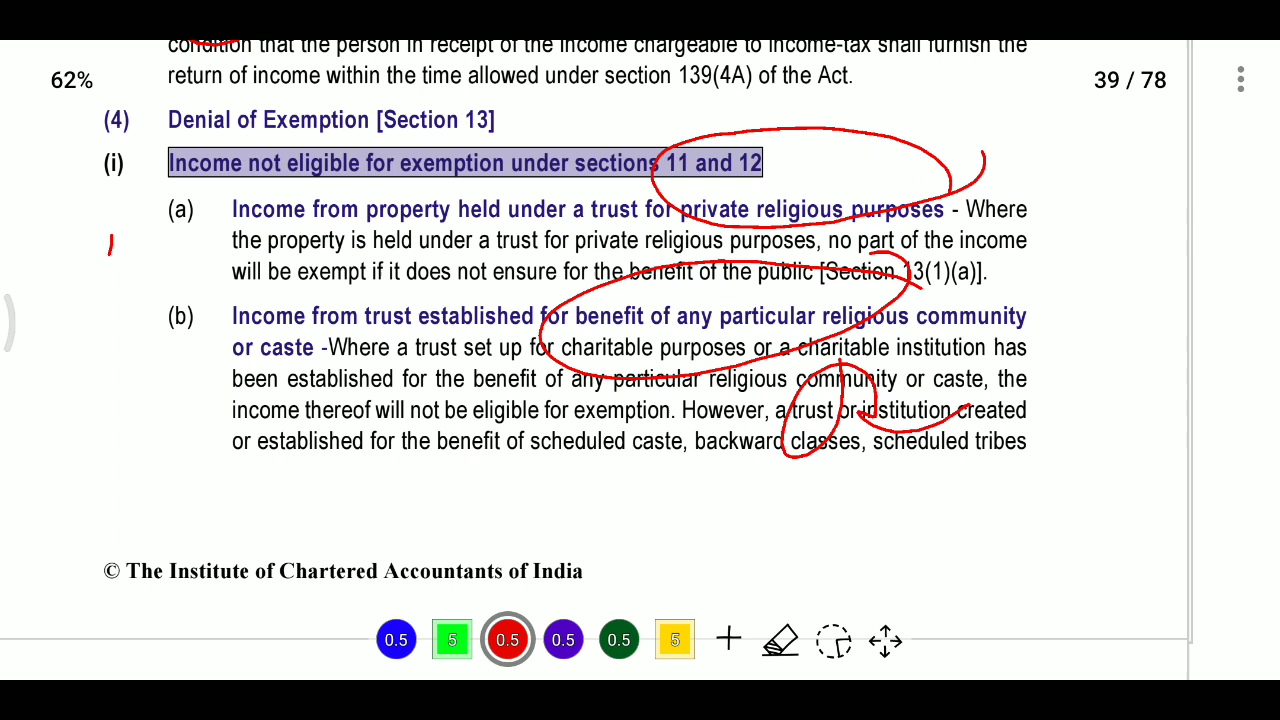 condition that the person in receipt of the income chargeable to income-tax shall furnish the
62%
return of income within the time allowed under section 139(4A) of the Act.
39 / 78
(4) Denial of Exemption [Section 13]
(i) Income not eligible for exemption under sections 11 and 12
(a) Income from property held under a trust for private religious purposes - Where
the property is held under a trust for private religious purposes, no part of the income
will be exempt if it does not ensure for the benefit of the public [Section 13(1)(a)].
(b) Income from trust established for benefit of any particular religious community
or caste -Where a trust set up for charitable purposes or a charitable institution has
been established for the benefit of any particular religious community or caste, the
income thereof will not be eligible for exemption. However, a trust or institution created
or established for the benefit of scheduled caste, backward classes, scheduled tribes
© The Institute of Chartered Accountants of India
0.5 5 0.5 0.5 0.5 5